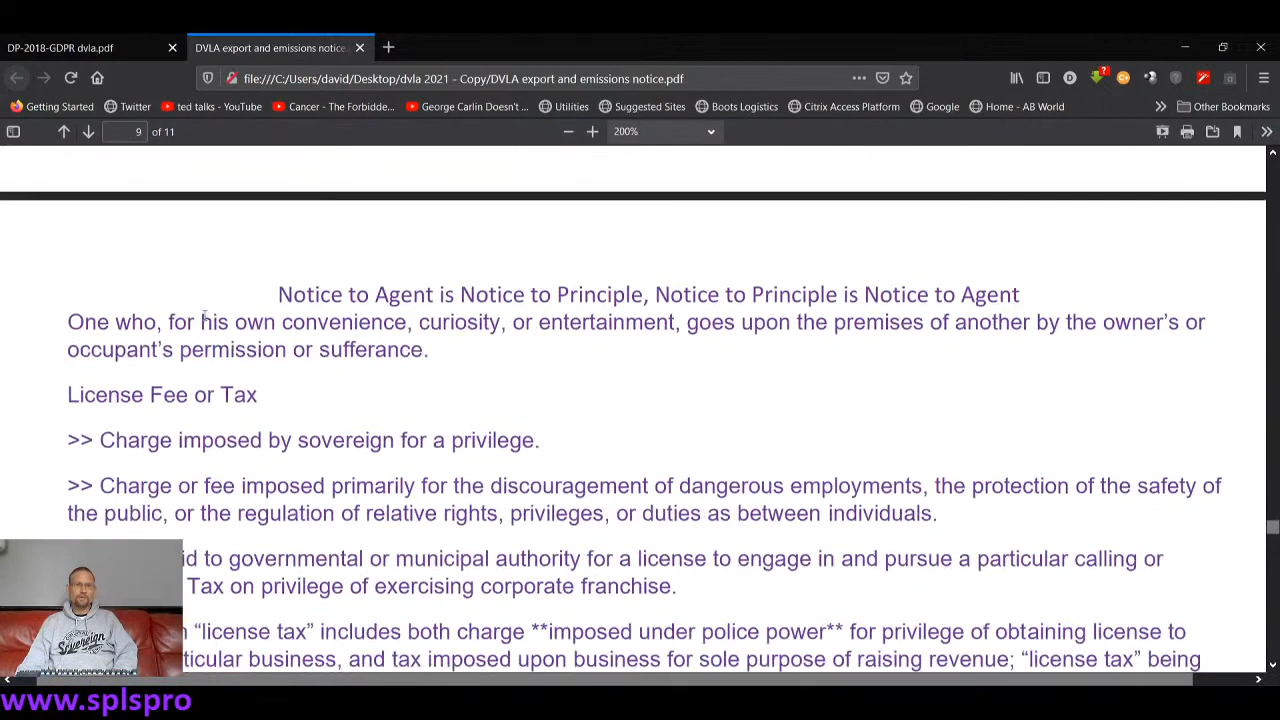 DP-2018-GDPR dvla.pdf
DVLA export and emissions notice.
file:///C:/Users/david/Desktop/dvla 2021 – Copy/DVLA export and emissions notice.pdf
Getting Started Twitter ted talks - YouTube Cancer - The Forbidde... George Carlin Doesn't ... Utilities Suggested Sites Boots Logistics Citrix Access Platform Google Home - AB World Other Bookmarks
9 of 11 200%
Notice to Agent is Notice to Principle, Notice to Principle is Notice to Agent
One who, for his own convenience, curiosity, or entertainment, goes upon the premises of another by the owner's or
occupant's permission or sufferance.
License Fee or Tax
>> Charge imposed by sovereign for a privilege.
>> Charge or fee imposed primarily for the discouragement of dangerous employments, the protection of the safety of
the public, or the regulation of relative rights, privileges, or duties as between individuals.
to governmental or municipal authority for a license to engage in and pursue a particular calling or
Tax on privilege of exercising corporate franchise.
“license tax” includes both charge **imposed under police power** for privilege of obtaining license to
business, and tax imposed upon business for sole purpose of raising revenue; “license tax” being
Sovereign
www.splspro